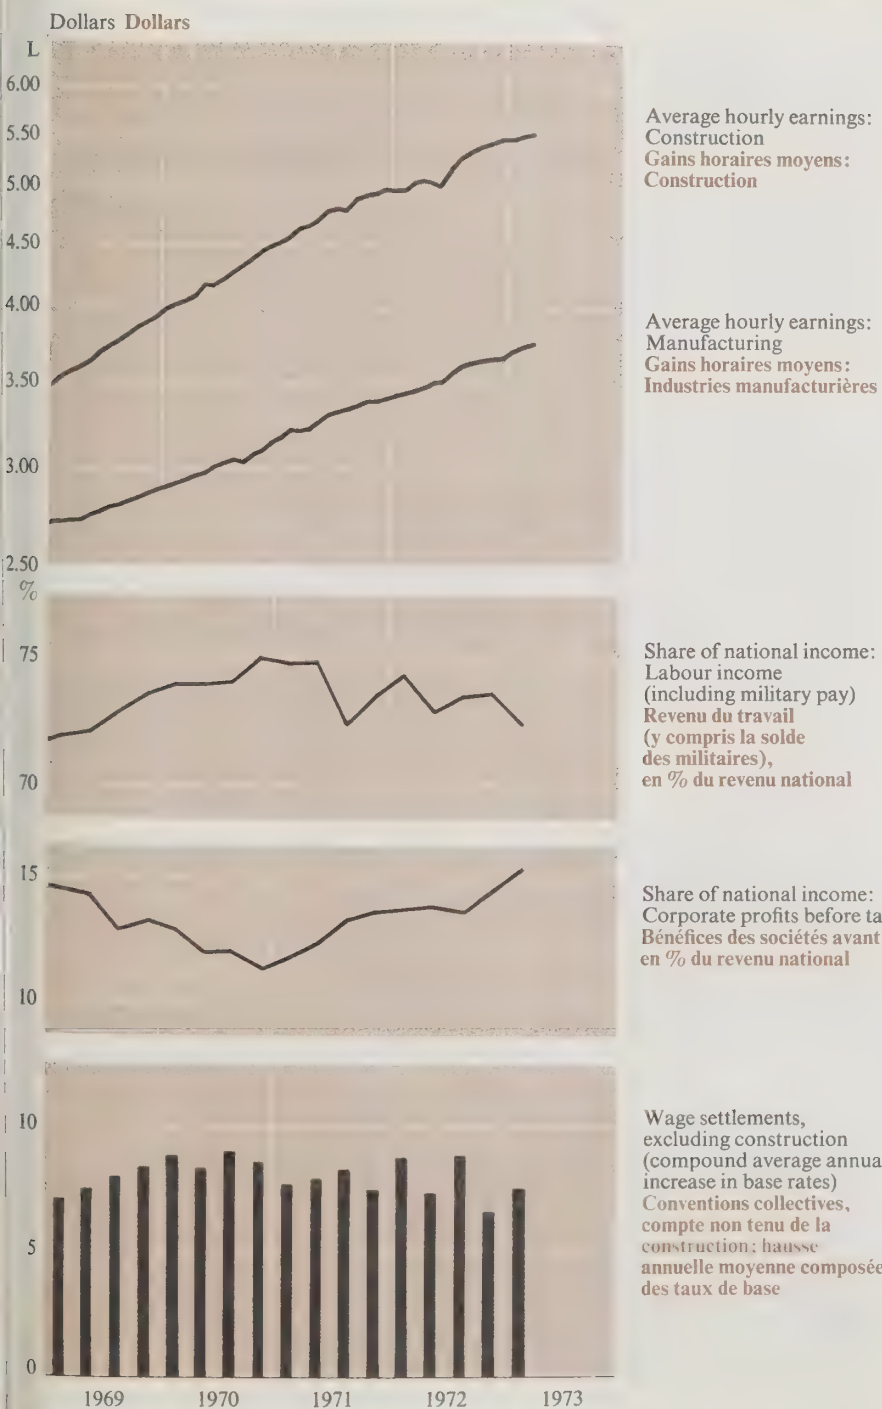 Dollars Dollars
L
6.00
5.50
5.00
4.50
4.00
3.50
3.00
2.50
Average hourly earnings:
Construction
Gains horaires moyens:
Construction
Average hourly earnings:
Manufacturing
Gains horaires moyens:
Industries manufacturières
%
75
70
Share of national income:
Labour income
(including military pay)
Revenu du travail
(y compris la solde
des militaires),
en % du revenu national
15
10
Share of national income:
Corporate profits before ta
Bénéfices des sociétés avant
en % du revenu national
10
5
0
Wage settlements,
excluding construction
(compound average annua
increase in base rates)
Conventions collectives,
compte non tenu de la
construction; hausse
annuelle moyenne composée
des taux de base
1969 1970 1971 1972 1973